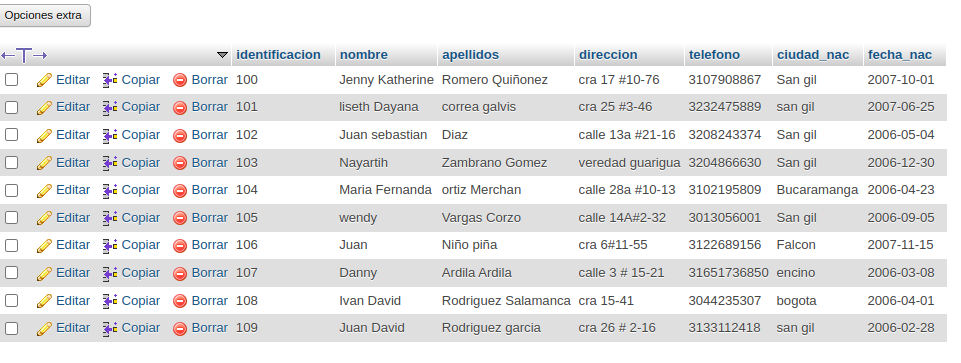 Opciones extra
identificacion nombre apellidos direccion telefono ciudad_nac fecha_nac
Editar Copiar Borrar 100 Jenny Katherine Romero Quiñonez cra 17 #10-76 3107908867 San gil 2007-10-01
Editar Copiar Borrar 101 liseth Dayana correa galvis cra 25 #3-46 3232475889 san gil 2007-06-25
Editar Copiar Borrar 102 Juan sebastian Diaz calle 13a #21-16 3208243374 San gil 2006-05-04
Editar Copiar Borrar 103 Nayartih Zambrano Gomez veredad guarigua 3204866630 San gil 2006-12-30
Editar Copiar Borrar 104 Maria Fernanda ortiz Merchan calle 28a #10-13 3102195809 Bucaramanga 2006-04-23
Editar Copiar Borrar 105 wendy Vargas Corzo calle 14A#2-32 3013056001 San gil 2006-09-05
Editar Copiar Borrar 106 Juan Niño piña cra 6#11-55 3122689156 Falcon 2007-11-15
Editar Copiar Borrar 107 Danny Ardila Ardila calle 3 # 15-21 31651736850 encino 2006-03-08
Editar Copiar Borrar 108 Ivan David Rodriguez Salamanca cra 15-41 3044235307 bogota 2006-04-01
Editar Copiar Borrar 109 Juan David Rodriguez garcia cra 26 # 2-16 3133112418 san gil 2006-02-28